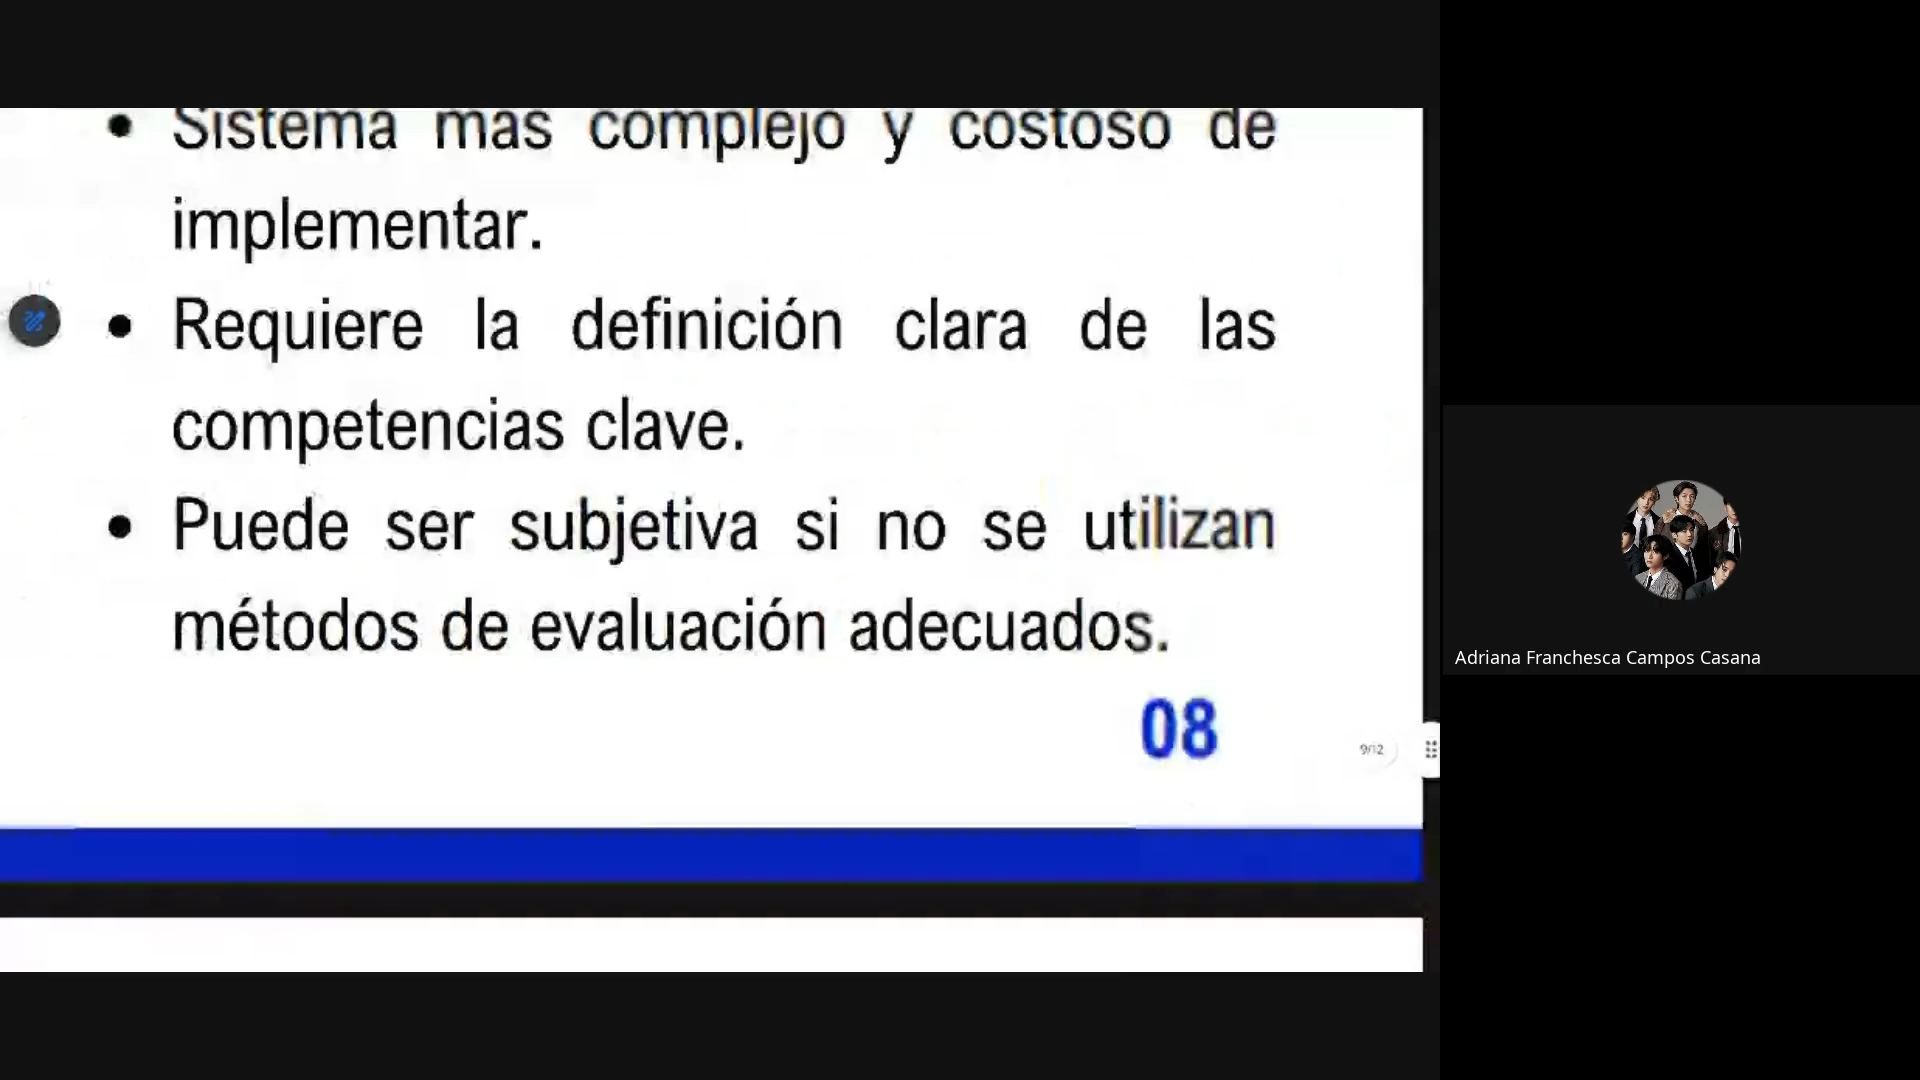 • Sistema mas complejo y costoso de
implementar.
• Requiere la definición clara de las
competencias clave.
• Puede ser subjetiva si no se utilizan
métodos de evaluación adecuados.
08
9/12
Adriana Franchesca Campos Casana